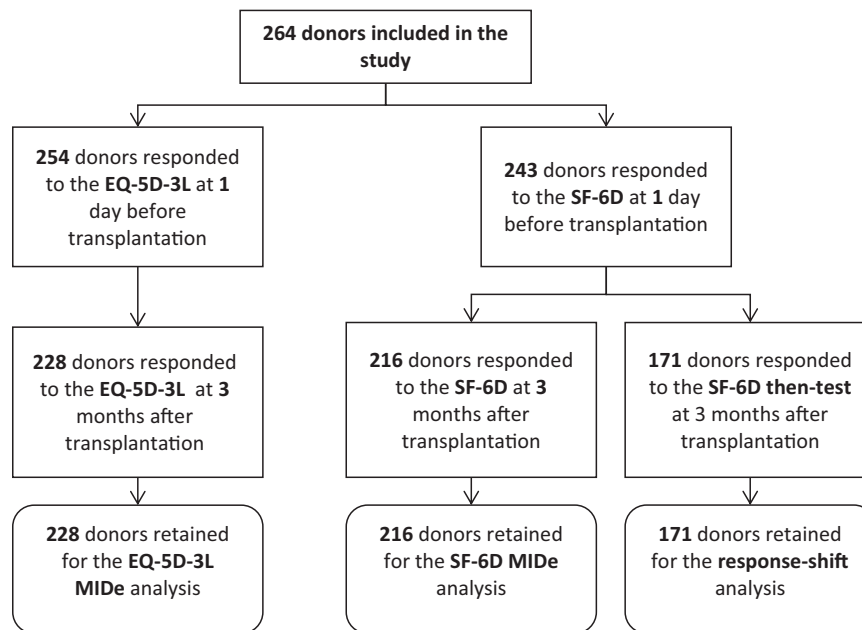 264 donors included in the
study
254 donors responded
to the EQ-5D-3L at 1
day before
transplantation
243 donors responded
to the SF-6D at 1 day
before transplantation
228 donors responded
to the EQ-5D-3L at 3
months after
transplantation
216 donors responded
to the SF-6D at 3
months after
transplantation
171 donors responded
to the SF-6D then-test
at 3 months after
transplantation
228 donors retained
for the EQ-5D-3L
MIDe analysis
216 donors retained
for the SF-6D MIDe
analysis
171 donors retained
for the response-shift
analysis